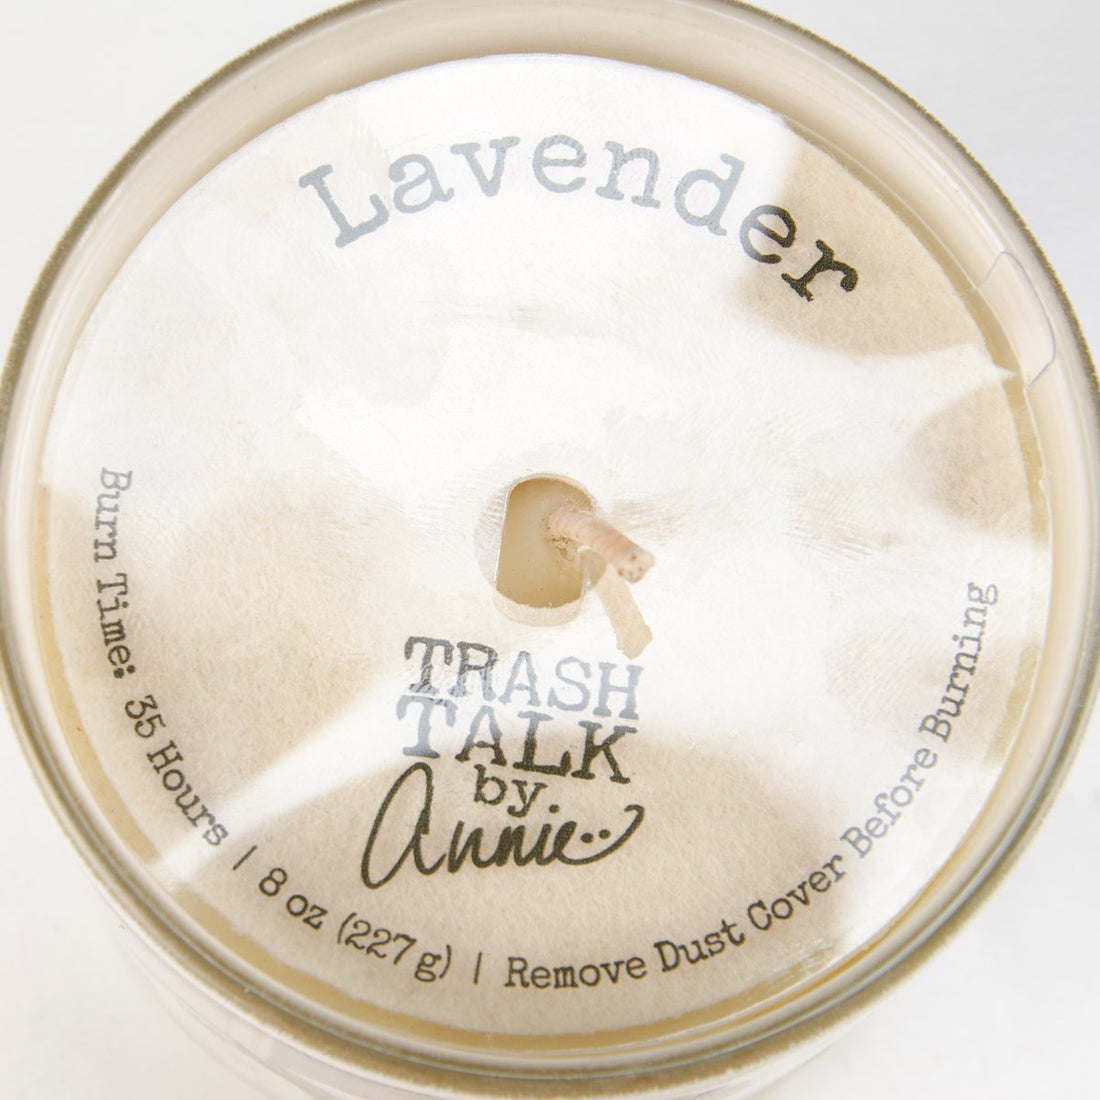 Lavender
TRASH
TALK
by.
Annie..
Burn Time: 35 Hours | 8 oz (227 g) | Remove Dust Cover Before Burning